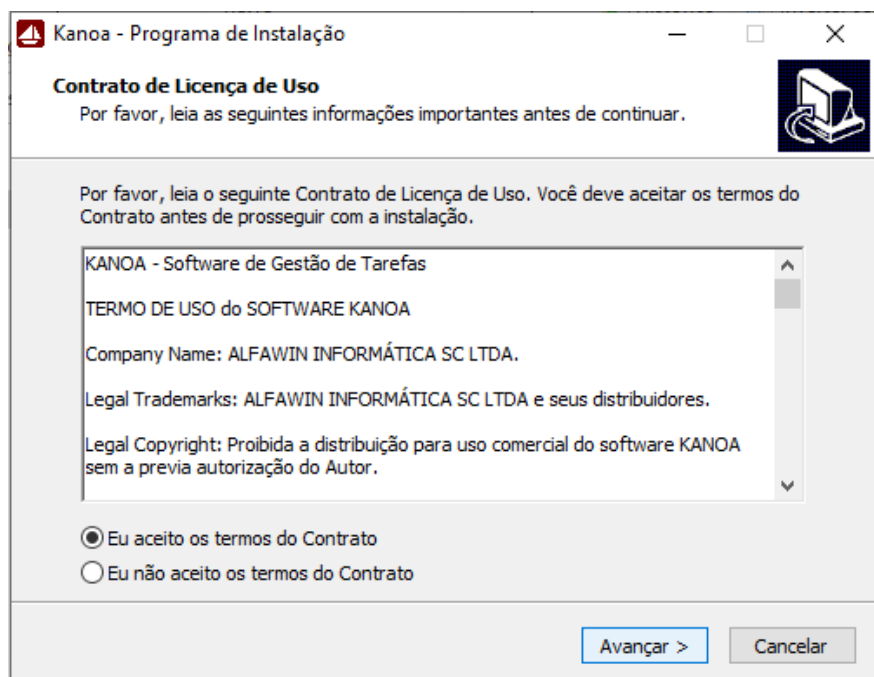 Kanoa - Programa de Instalação
Contrato de Licença de Uso
Por favor, leia as seguintes informações importantes antes de continuar.
Por favor, leia o seguinte Contrato de Licença de Uso. Você deve aceitar os termos do
Contrato antes de prosseguir com a instalação.
KANOA - Software de Gestão de Tarefas
TERMO DE USO do SOFTWARE KANOA
Company Name: ALFAWIN INFORMÁTICA SC LTDA.
Legal Trademarks: ALFAWIN INFORMÁTICA SC LTDA e seus distribuidores.
Legal Copyright: Proibida a distribuição para uso comercial do software KANOA
sem a previa autorização do Autor.
Eu aceito os termos do Contrato
Eu não aceito os termos do Contrato
Avançar >
Cancelar